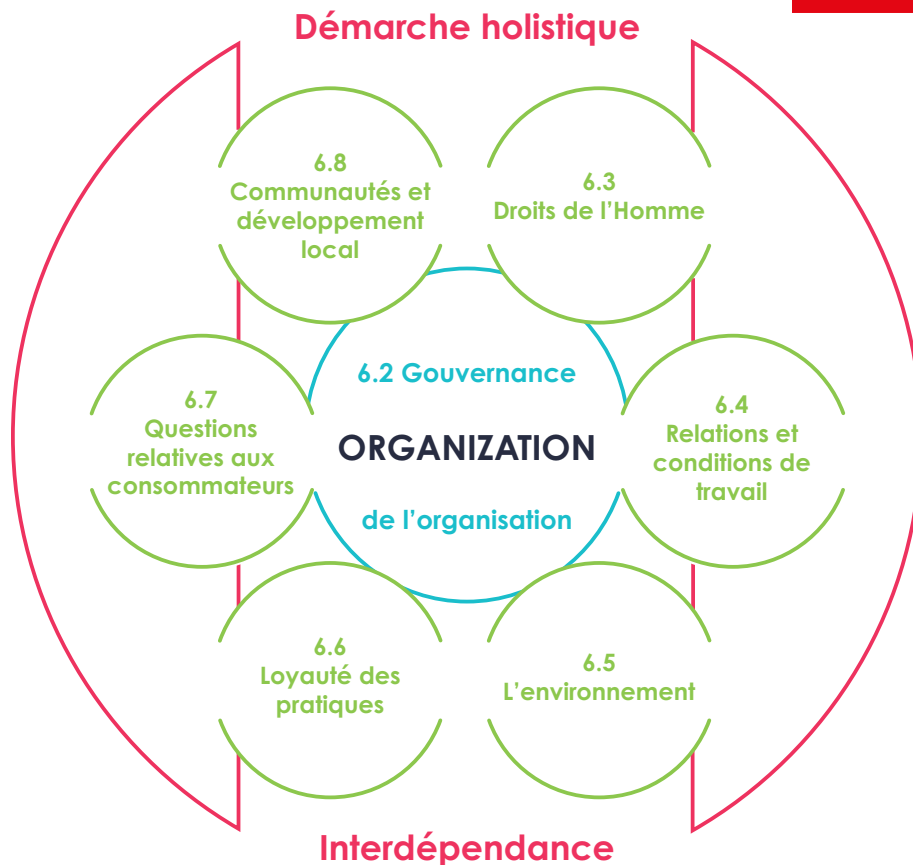 Démarche holistique
6.8
Communautés et
développement
local
6.3
Droits de l’Homme
6.2 Gouvernance
ORGANIZATION
de l’organisation
6.7
Questions
relatives aux
consommateurs
6.4
Relations et
conditions de
travail
6.6
Loyauté des
pratiques
6.5
L’environnement
Interdépendance